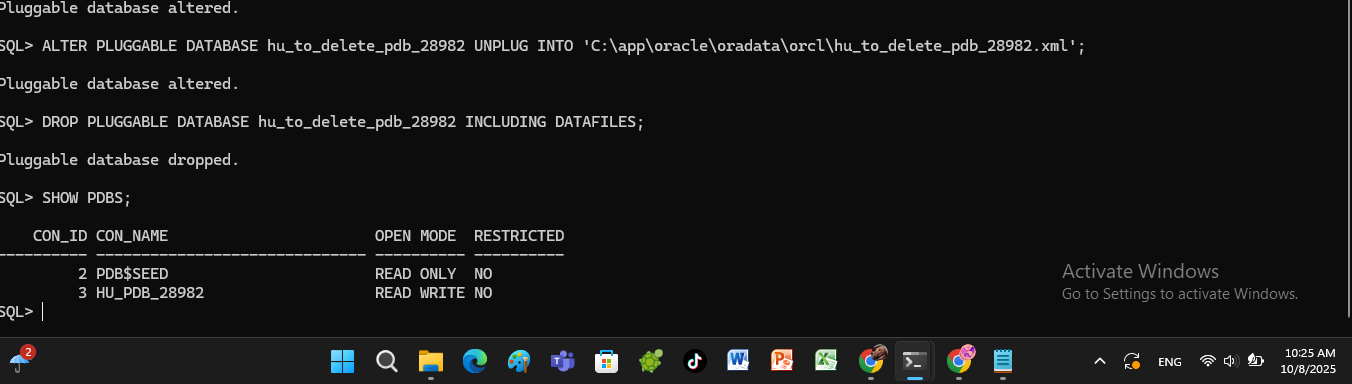 Pluggable database altered.
SQL> ALTER PLUGGABLE DATABASE hu_to_delete_pdb_28982 UNPLUG INTO 'C:\app\oracle\oradata\orcl\hu_to_delete_pdb_28982.xml';
Pluggable database altered.
SQL> DROP PLUGGABLE DATABASE hu_to_delete_pdb_28982 INCLUDING DATAFILES;
Pluggable database dropped.
SQL> SHOW PDBS;
CON_ID CON_NAME OPEN MODE RESTRICTED
---------- ------------------------------ ---------- ----------
2 PDB$SEED READ ONLY NO
3 HU_PDB_28982 READ WRITE NO
SQL>
Activate Windows
Go to Settings to activate Windows.
2
ENG
10:25 AM
10/8/2025